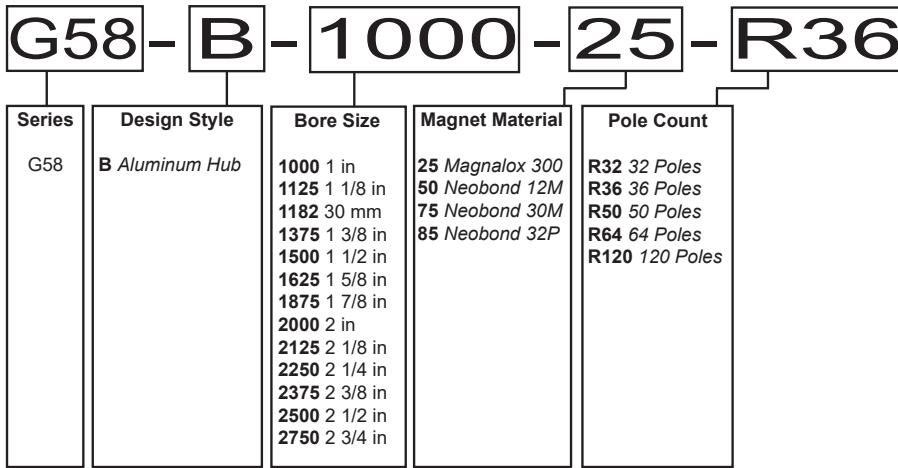 G58 - B - 1000 - 25 - R36
Series
G58
Design Style
B Aluminum Hub
Bore Size
1000 1 in
1125 1 1/8 in
1182 30 mm
1375 1 3/8 in
1500 1 1/2 in
1625 1 5/8 in
1875 1 7/8 in
2000 2 in
2125 2 1/8 in
2250 2 1/4 in
2375 2 3/8 in
2500 2 1/2 in
2750 2 3/4 in
Magnet Material
25 Magnalox 300
50 Neobond 12M
75 Neobond 30M
85 Neobond 32P
Pole Count
R32 32 Poles
R36 36 Poles
R50 50 Poles
R64 64 Poles
R120 120 Poles